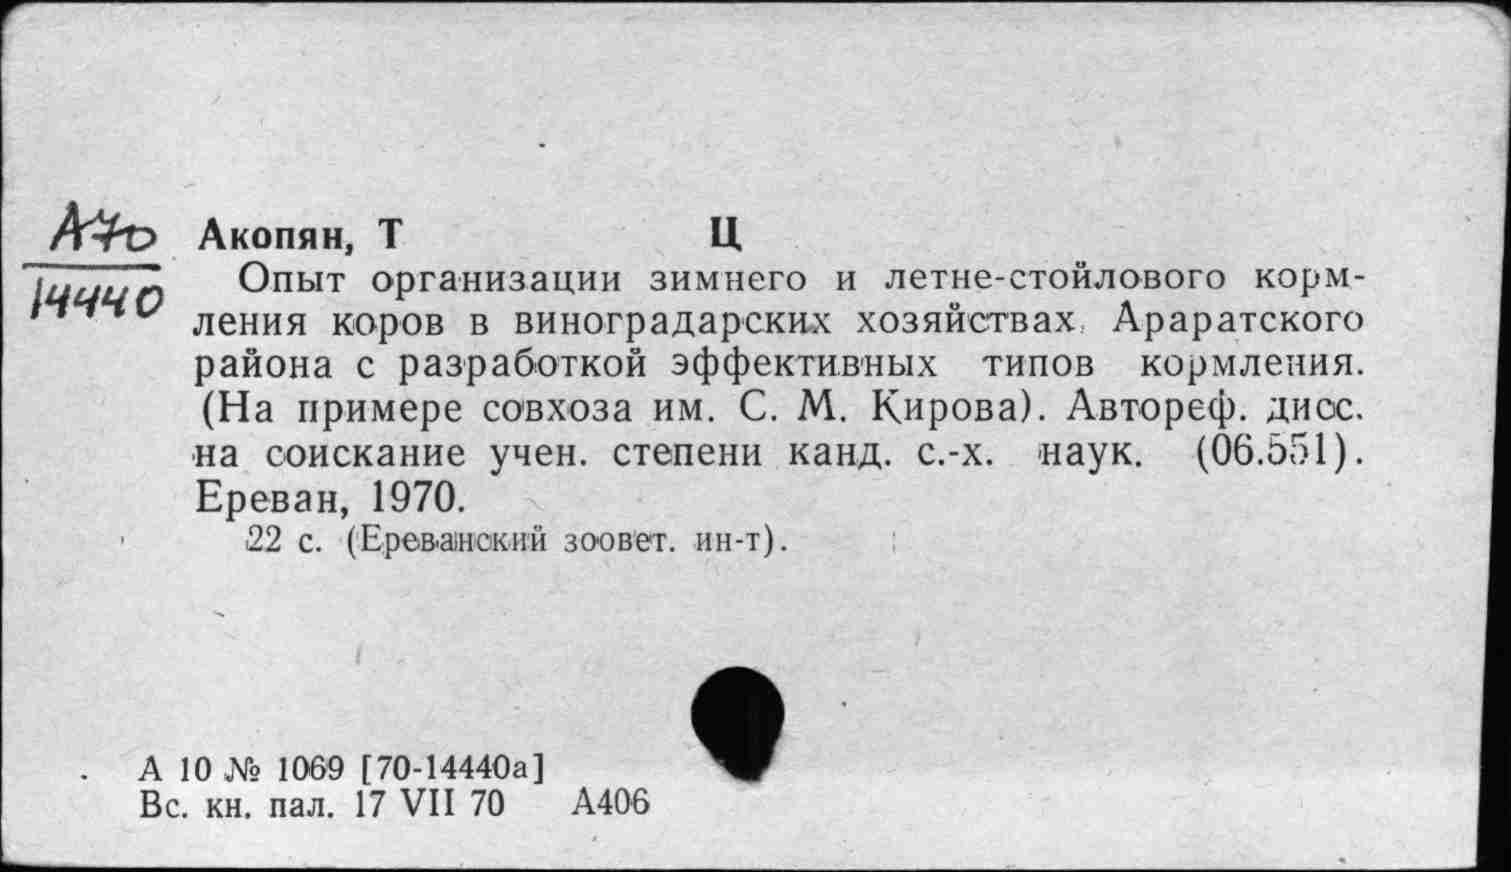 А70
14440
Акопян, Т Ц
Опыт организации зимнего и летне-стойлового корм-
ления коров в виноградарских хозяйствах Араратского
района с разработкой эффективных типов кормления.
(На примере совхоза им. С. М. Кирова). Автореф. дисс.
на соискание учен. степени канд. с.-х. наук. (06.551).
Ереван, 1970.
22 с. (Ереванский зоовет. ин-т).
А 10 № 1069 [70-14440а]
Вс. кн. пал. 17 VII 70 А406